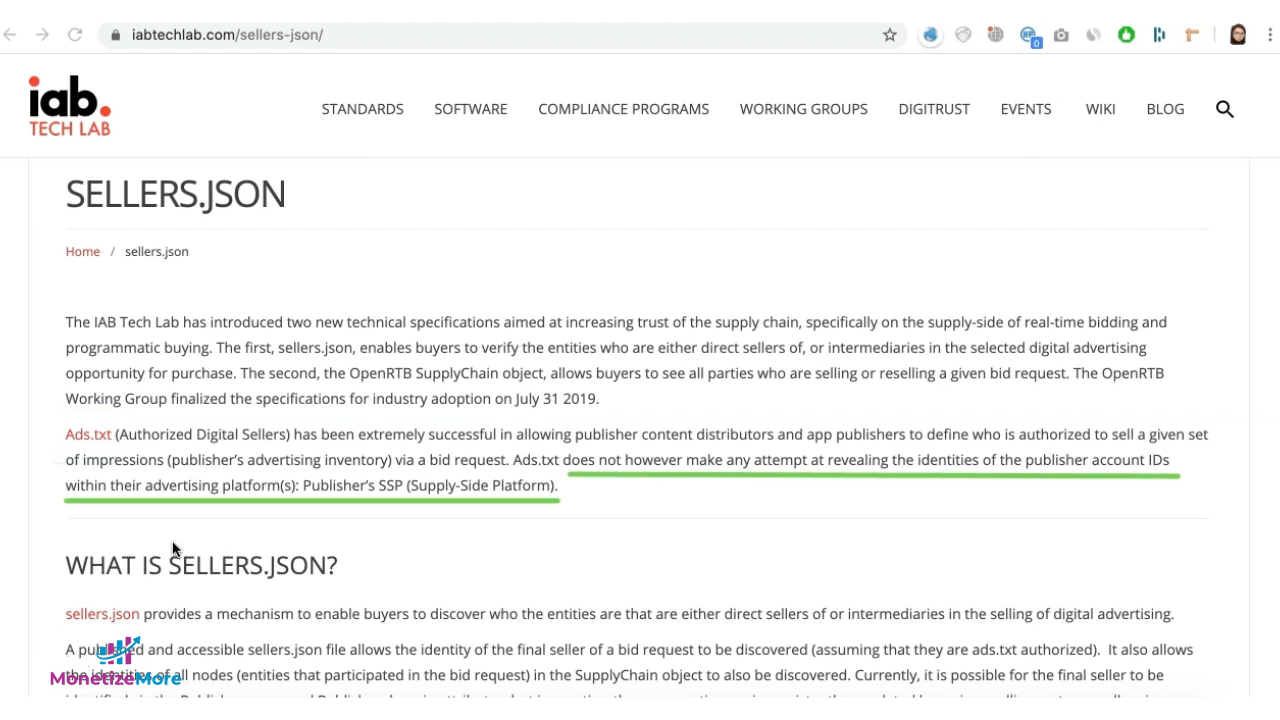 iabtechlab.com/sellers-json/
0
iab.
TECH LAB
STANDARDS SOFTWARE COMPLIANCE PROGRAMS WORKING GROUPS DIGITRUST EVENTS WIKI BLOG
SELLERS.JSON
Home / sellers.json
The IAB Tech Lab has introduced two new technical specifications aimed at increasing trust of the supply chain, specifically on the supply-side of real-time bidding and
programmatic buying. The first, sellers.json, enables buyers to verify the entities who are either direct sellers of, or intermediaries in the selected digital advertising
opportunity for purchase. The second, the OpenRTB SupplyChain object, allows buyers to see all parties who are selling or reselling a given bid request. The OpenRTB
Working Group finalized the specifications for industry adoption on July 31 2019.
Ads.txt (Authorized Digital Sellers) has been extremely successful in allowing publisher content distributors and app publishers to define who is authorized to sell a given set
of impressions (publisher's advertising inventory) via a bid request. Ads.txt does not however make any attempt at revealing the identities of the publisher account IDs
within their advertising platform(s): Publisher's SSP (Supply-Side Platform).
WHAT IS SELLERS.JSON?
sellers.json provides a mechanism to enable buyers to discover who the entities are that are either direct sellers of or intermediaries in the selling of digital advertising.
A published and accessible sellers.json file allows the identity of the final seller of a bid request to be discovered (assuming that they are ads.txt authorized). It also allows
the identities of all nodes (entities that participated in the bid request) in the SupplyChain object to also be discovered. Currently, it is possible for the final seller to be
MonetizeMore